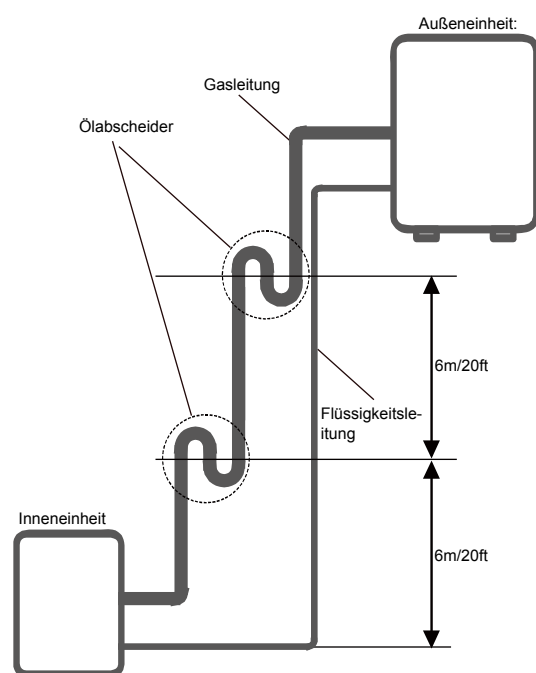 Außeneinheit:
Gasleitung
Ölabscheider
6m/20ft
Flüssigkeitsle-
itung
Inneneinheit
6m/20ft